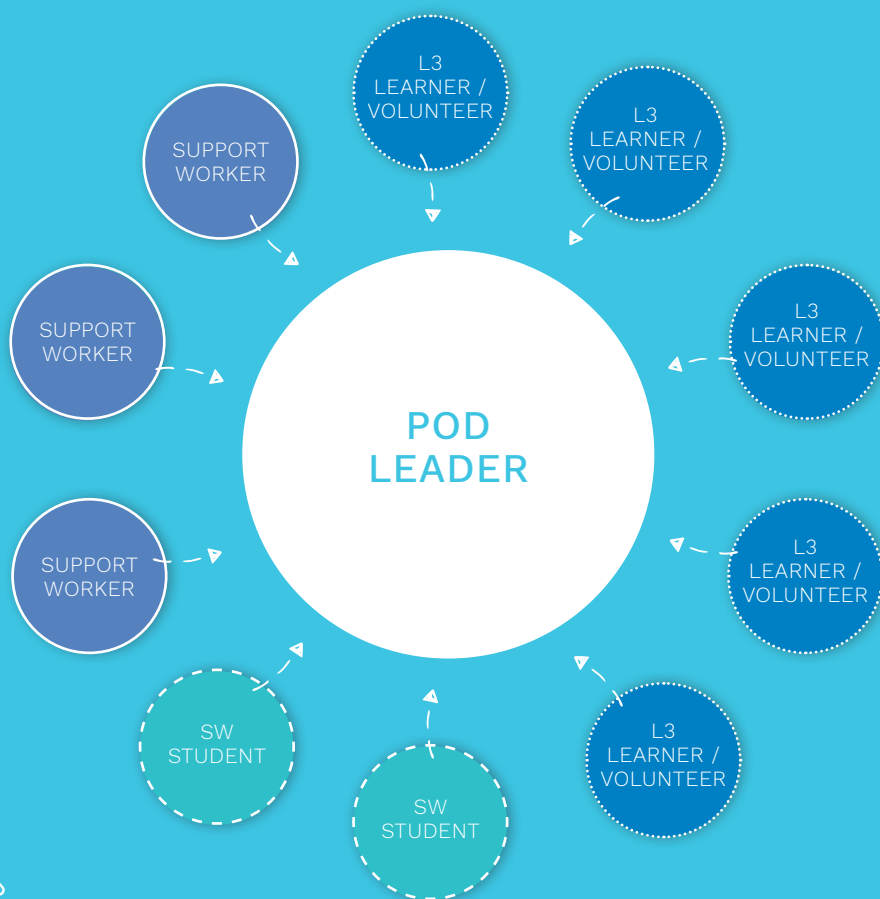 L3
LEARNER /
VOLUNTEER
L3
LEARNER /
VOLUNTEER
SUPPORT
WORKER
L3
LEARNER /
VOLUNTEER
SUPPORT
WORKER
POD
LEADER
L3
LEARNER /
VOLUNTEER
SUPPORT
WORKER
SW
STUDENT
L3
LEARNER /
VOLUNTEER
SW
STUDENT